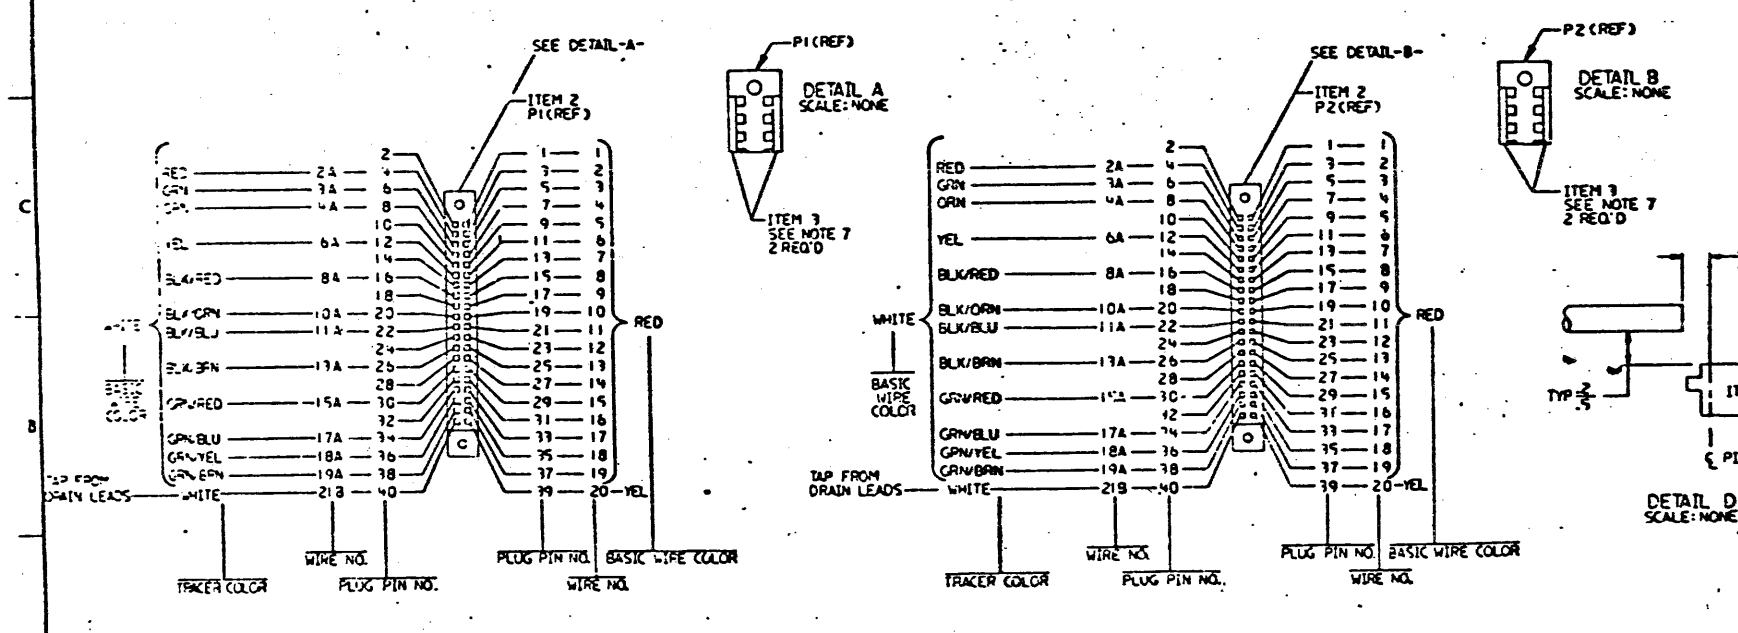 SEE DETAIL-A-
ITEM 2
P1(REF)
P1(REF)
DETAIL A
SCALE: NONE
ITEM 3
SEE NOTE 7
2 REQ'D
2 1 1
RED 2A 4 3 2
GRN 3A 6 5 3
ORN 4A 8 7 4
10 9 5
YEL 6A 12 11 6
14 13 7
BLK/RED 8A 16 15 8
18 17 9
BLK/ORN 10A 20 19 10
BLK/BLU 11A 22 21 11
24 23 12
BLK/BRN 13A 26 25 13
28 27 14
GRN/RED 15A 30 29 15
32 31 16
GRN/BLU 17A 34 33 17
GRN/YEL 18A 36 35 18
GRN/BRN 19A 38 37 19
TAP FROM
DRAIN LEADS WHITE 21B 40 39 20-YEL
WHITE
BASIC
WIRE
COLOR
RED
WIRE NO.
PLUG PIN NO.
BASIC WIRE COLOR
TRACER COLOR
PLUG PIN NO.
WIRE NO.
SEE DETAIL-B-
ITEM 2
P2(REF)
P2(REF)
DETAIL B
SCALE: NONE
ITEM 3
SEE NOTE 7
2 REQ'D
2 1 1
RED 2A 4 3 2
GRN 3A 6 5 3
ORN 4A 8 7 4
10 9 5
YEL 6A 12 11 6
14 13 7
BLK/RED 8A 16 15 8
18 17 9
BLK/ORN 10A 20 19 10
BLK/BLU 11A 22 21 11
24 23 12
BLK/BRN 13A 26 25 13
28 27 14
GRN/RED 15A 30 29 15
32 31 16
GRN/BLU 17A 34 33 17
GRN/YEL 18A 36 35 18
GRN/BRN 19A 38 37 19
TAP FROM
DRAIN LEADS WHITE 21B 40 39 20-YEL
WHITE
BASIC
WIRE
COLOR
RED
WIRE NO.
PLUG PIN NO.
BASIC WIRE COLOR
TRACER COLOR
PLUG PIN NO.
WIRE NO.
TYP
DETAIL D
SCALE: NONE
C
B